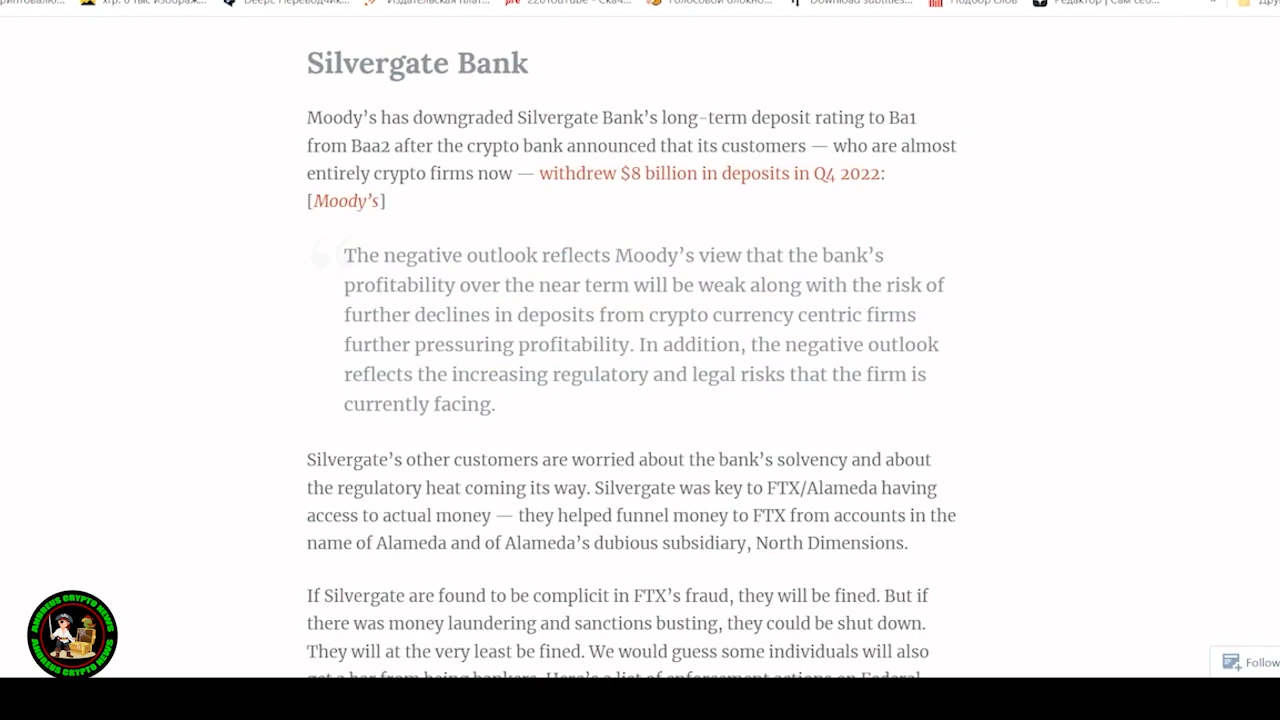 Silvergate Bank
Moody’s has downgraded Silvergate Bank’s long-term deposit rating to Ba1
from Baa2 after the crypto bank announced that its customers — who are almost
entirely crypto firms now — withdrew $8 billion in deposits in Q4 2022:
[Moody’s]
“
The negative outlook reflects Moody’s view that the bank’s
profitability over the near term will be weak along with the risk of
further declines in deposits from crypto currency centric firms
further pressuring profitability. In addition, the negative outlook
reflects the increasing regulatory and legal risks that the firm is
currently facing.
Silvergate’s other customers are worried about the bank’s solvency and about
the regulatory heat coming its way. Silvergate was key to FTX/Alameda having
access to actual money — they helped funnel money to FTX from accounts in the
name of Alameda and of Alameda’s dubious subsidiary, North Dimensions.
If Silvergate are found to be complicit in FTX’s fraud, they will be fined. But if
there was money laundering and sanctions busting, they could be shut down.
They will at the very least be fined. We would guess some individuals will also
ANDREUS CRYPTO NEWS
ANDREUS CRYPTO NEWS
Follow